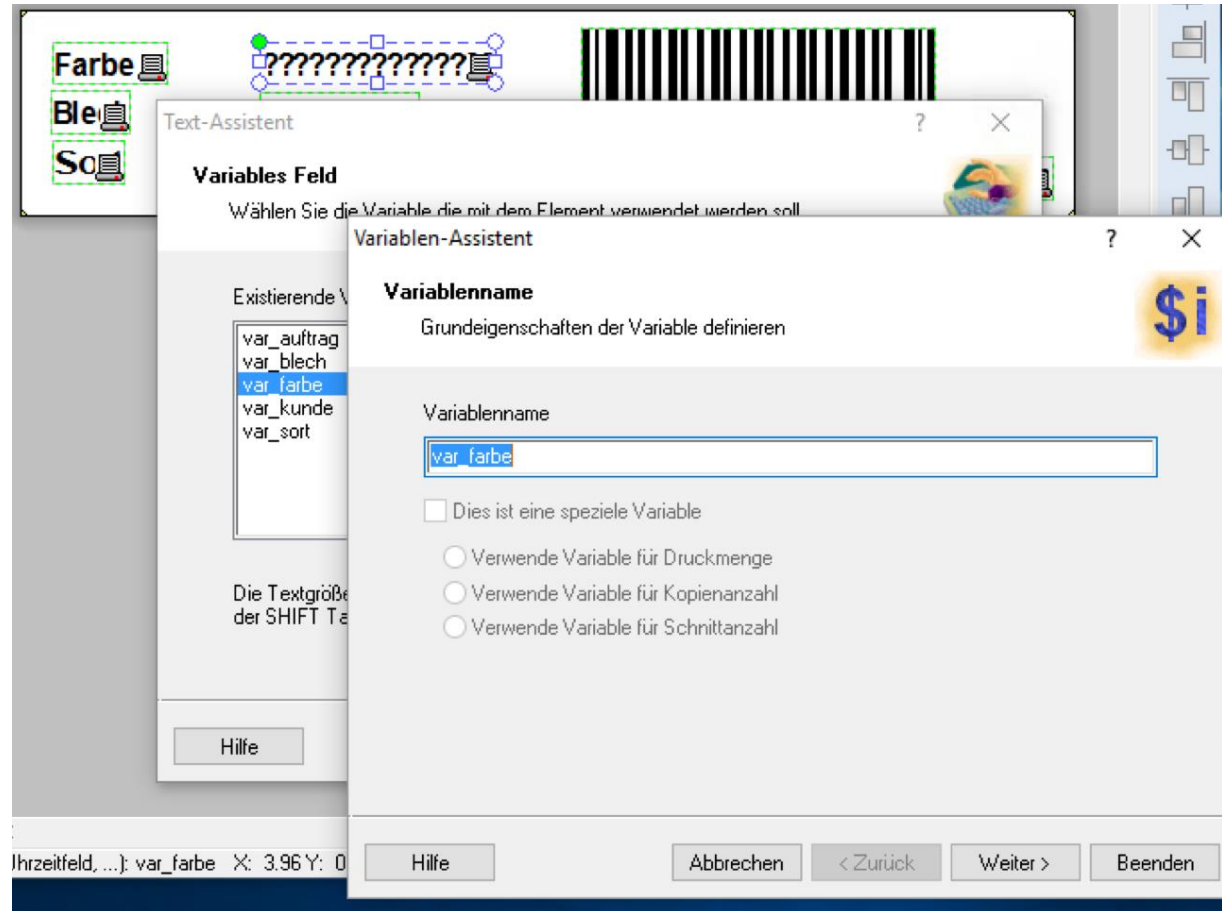 Farbe
?????????????
Ble
So
Text-Assistent
?
Variables Feld
Wählen Sie die Variable die mit dem Element verwendet werden soll
Variablen-Assistent
?
Existierende
Variablenname
Grundeigenschaften der Variable definieren
$i
var_auftrag
var_blech
var_farbe
var_kunde
var_sort
Variablenname
var_farbe
Dies ist eine speziele Variable
Verwende Variable für Druckmenge
Verwende Variable für Kopienanzahl
Verwende Variable für Schnittanzahl
Die Textgröße
der SHIFT Ta
Hilfe
Hilfe
Abbrechen
< Zurück
Weiter >
Beenden
Uhrzeitfeld, ...): var_farbe X: 3.96 Y: 0